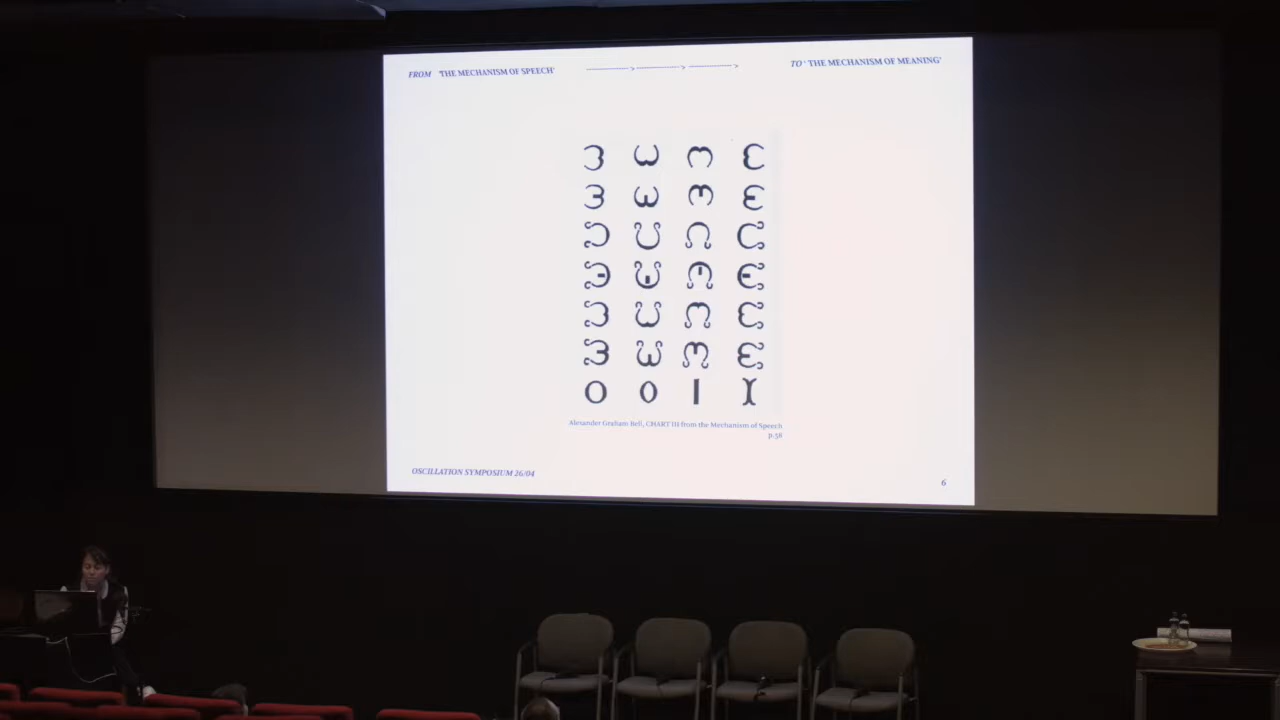 FROM 'THE MECHANISM OF SPEECH' ----------> ----------> ----------> TO 'THE MECHANISM OF MEANING'
O O I I
Alexander Graham Bell, CHART III from the Mechanism of Speech
p.58
OSCILLATION SYMPOSIUM 26/04
6